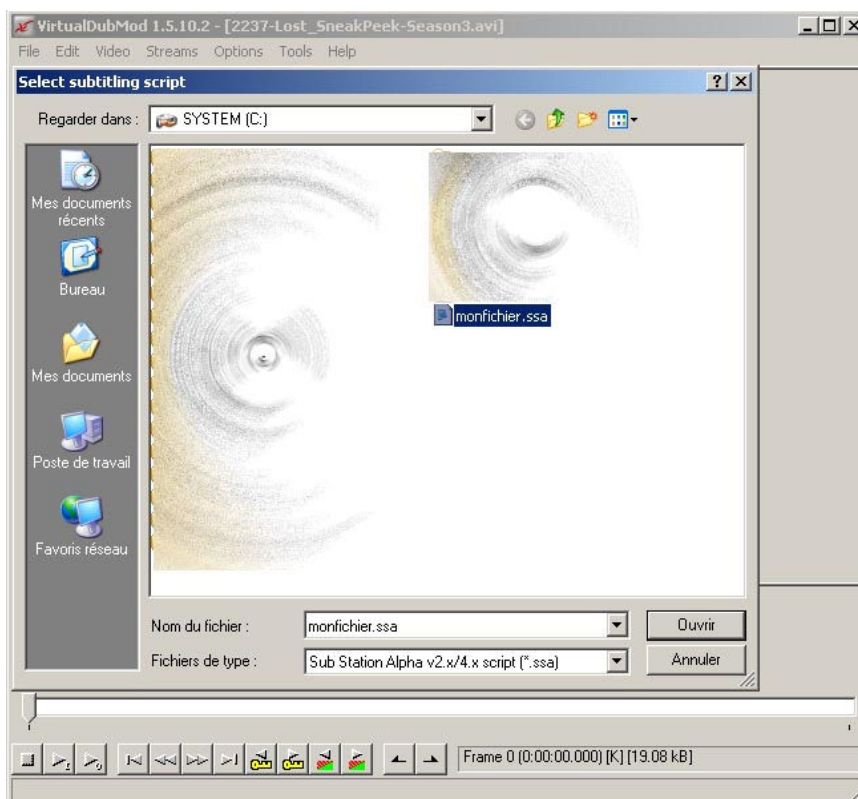 VirtualDubMod 1.5.10.2 - [2237-Lost_SneakPeek-Season3.avi]
File Edit Video Streams Options Tools Help
Select subtitling script
Regarder dans :
SYSTEM (C:)
Mes documents
récents
Bureau
Mes documents
Poste de travail
Favoris réseau
monfichier.ssa
Nom du fichier :
monfichier.ssa
Ouvrir
Fichiers de type :
Sub Station Alpha v2.x/4.x script (*.ssa)
Annuler
Frame 0 (0:00:00.000) [K] [19.08 kB]